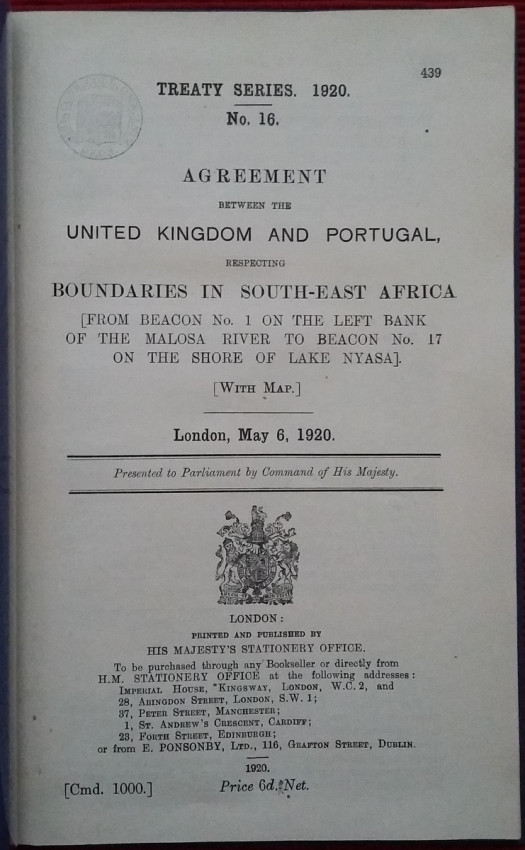 439
TREATY SERIES. 1920.
No. 16.
AGREEMENT
BETWEEN THE
UNITED KINGDOM AND PORTUGAL,
RESPECTING
BOUNDARIES IN SOUTH-EAST AFRICA
[FROM BEACON No. 1 ON THE LEFT BANK
OF THE MALOSA RIVER TO BEACON No. 17
ON THE SHORE OF LAKE NYASA].
[WITH MAP.]
London, May 6, 1920.
Presented to Parliament by Command of His Majesty.
LONDON:
PRINTED AND PUBLISHED BY
HIS MAJESTY'S STATIONERY OFFICE.
To be purchased through any Bookseller or directly from
H.M. STATIONERY OFFICE at the following addresses:
IMPERIAL HOUSE, KINGSWAY, LONDON, W.C. 2, and
28, ABINGDON STREET, LONDON, S.W. 1;
37, PETER STREET, MANCHESTER;
1, ST. ANDREW'S CRESCENT, CARDIFF;
23, FORTH STREET, EDINBURGH;
or from E. PONSONBY, LTD., 116, GRAFTON STREET, DUBLIN.
1920.
[Cmd. 1000.] Price 6d. Net.